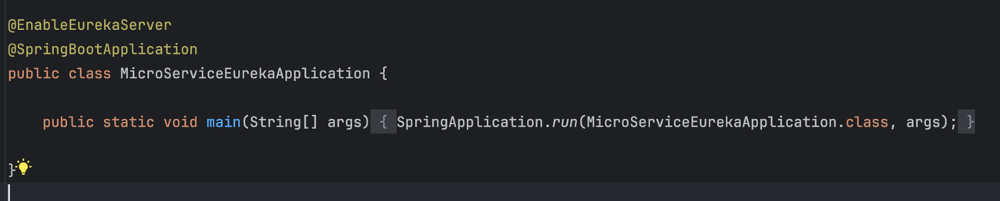 @EnableEurekaServer
@SpringBootApplication
public class MicroServiceEurekaApplication {
public static void main(String[] args) { SpringApplication.run(MicroServiceEurekaApplication.class, args); }
}